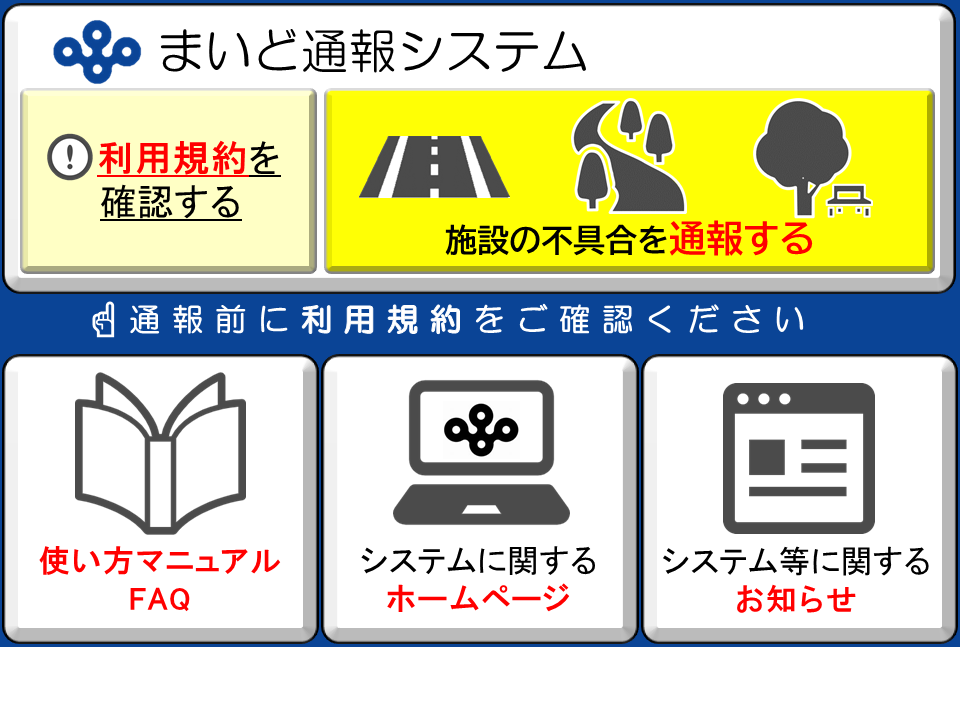 まいど通報システム
利用規約を
確認する
施設の不具合を通報する
☝通報前に利用規約をご確認ください
使い方マニュアル
FAQ
システムに関する
ホームページ
システム等に関する
お知らせ